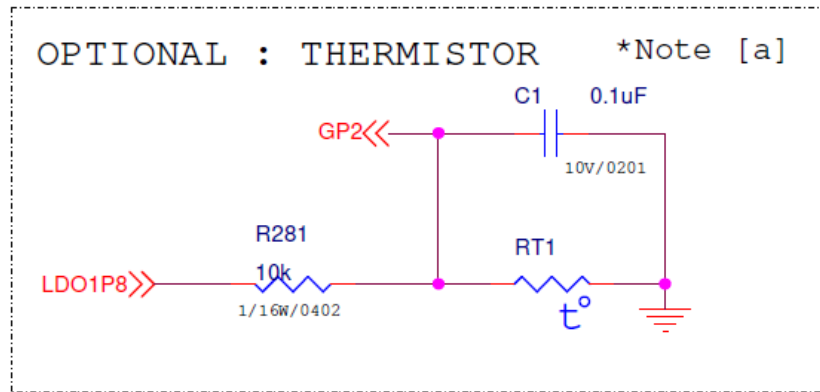 OPTIONAL : THERMISTOR *Note [a]
C1 0.1uF
GP2
10V/0201
R281
RT1
10k
LDO1P8
1/16W/0402
t°